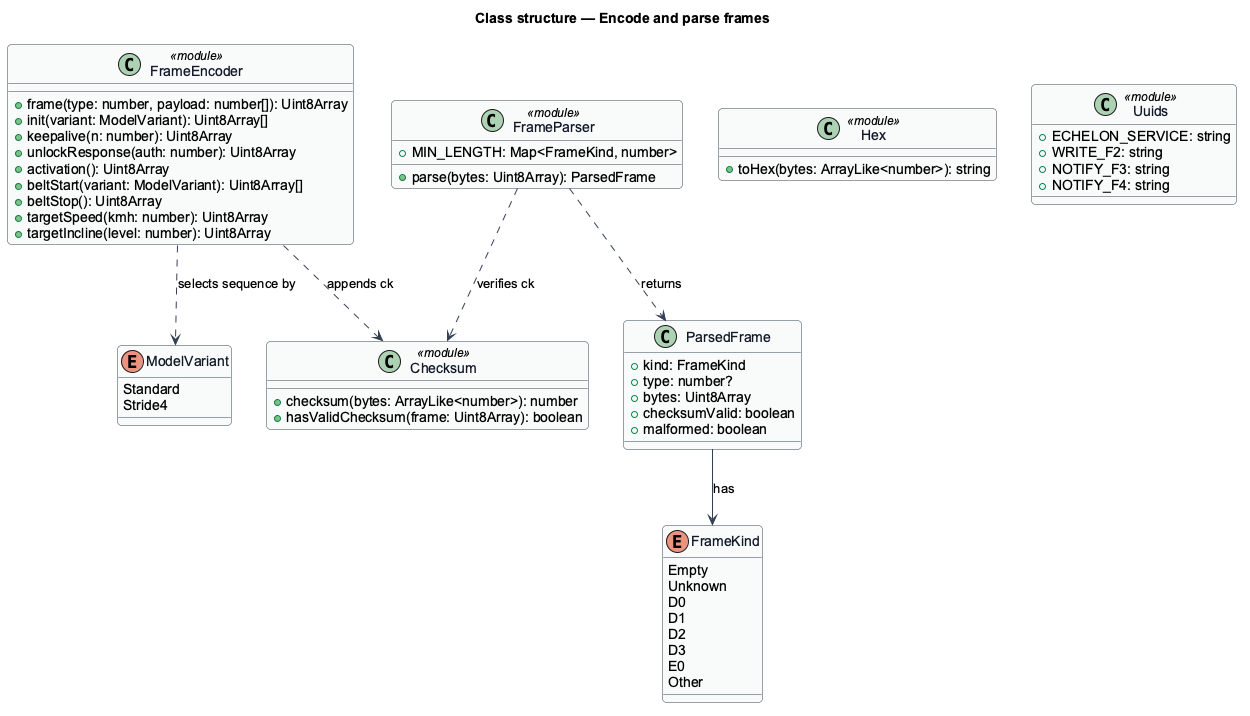 Class structure — Encode and parse frames
«module»
FrameEncoder
frame(type: number, payload: number[]): Uint8Array
init(variant: ModelVariant): Uint8Array[]
keepalive(n: number): Uint8Array
unlockResponse(auth: number): Uint8Array
activation(): Uint8Array
beltStart(variant: ModelVariant): Uint8Array[]
beltStop(): Uint8Array
targetSpeed(kmh: number): Uint8Array
targetIncline(level: number): Uint8Array
«module»
FrameParser
MIN_LENGTH: Map<FrameKind, number>
parse(bytes: Uint8Array): ParsedFrame
«module»
Hex
toHex(bytes: ArrayLike<number>): string
«module»
Uuids
ECHELON_SERVICE: string
WRITE_F2: string
NOTIFY_F3: string
NOTIFY_F4: string
selects sequence by
appends ck
verifies ck
returns
E ModelVariant
Standard
Stride4
«module»
Checksum
checksum(bytes: ArrayLike<number>): number
hasValidChecksum(frame: Uint8Array): boolean
C ParsedFrame
kind: FrameKind
type: number?
bytes: Uint8Array
checksumValid: boolean
malformed: boolean
has
E FrameKind
Empty
Unknown
D0
D1
D2
D3
E0
Other